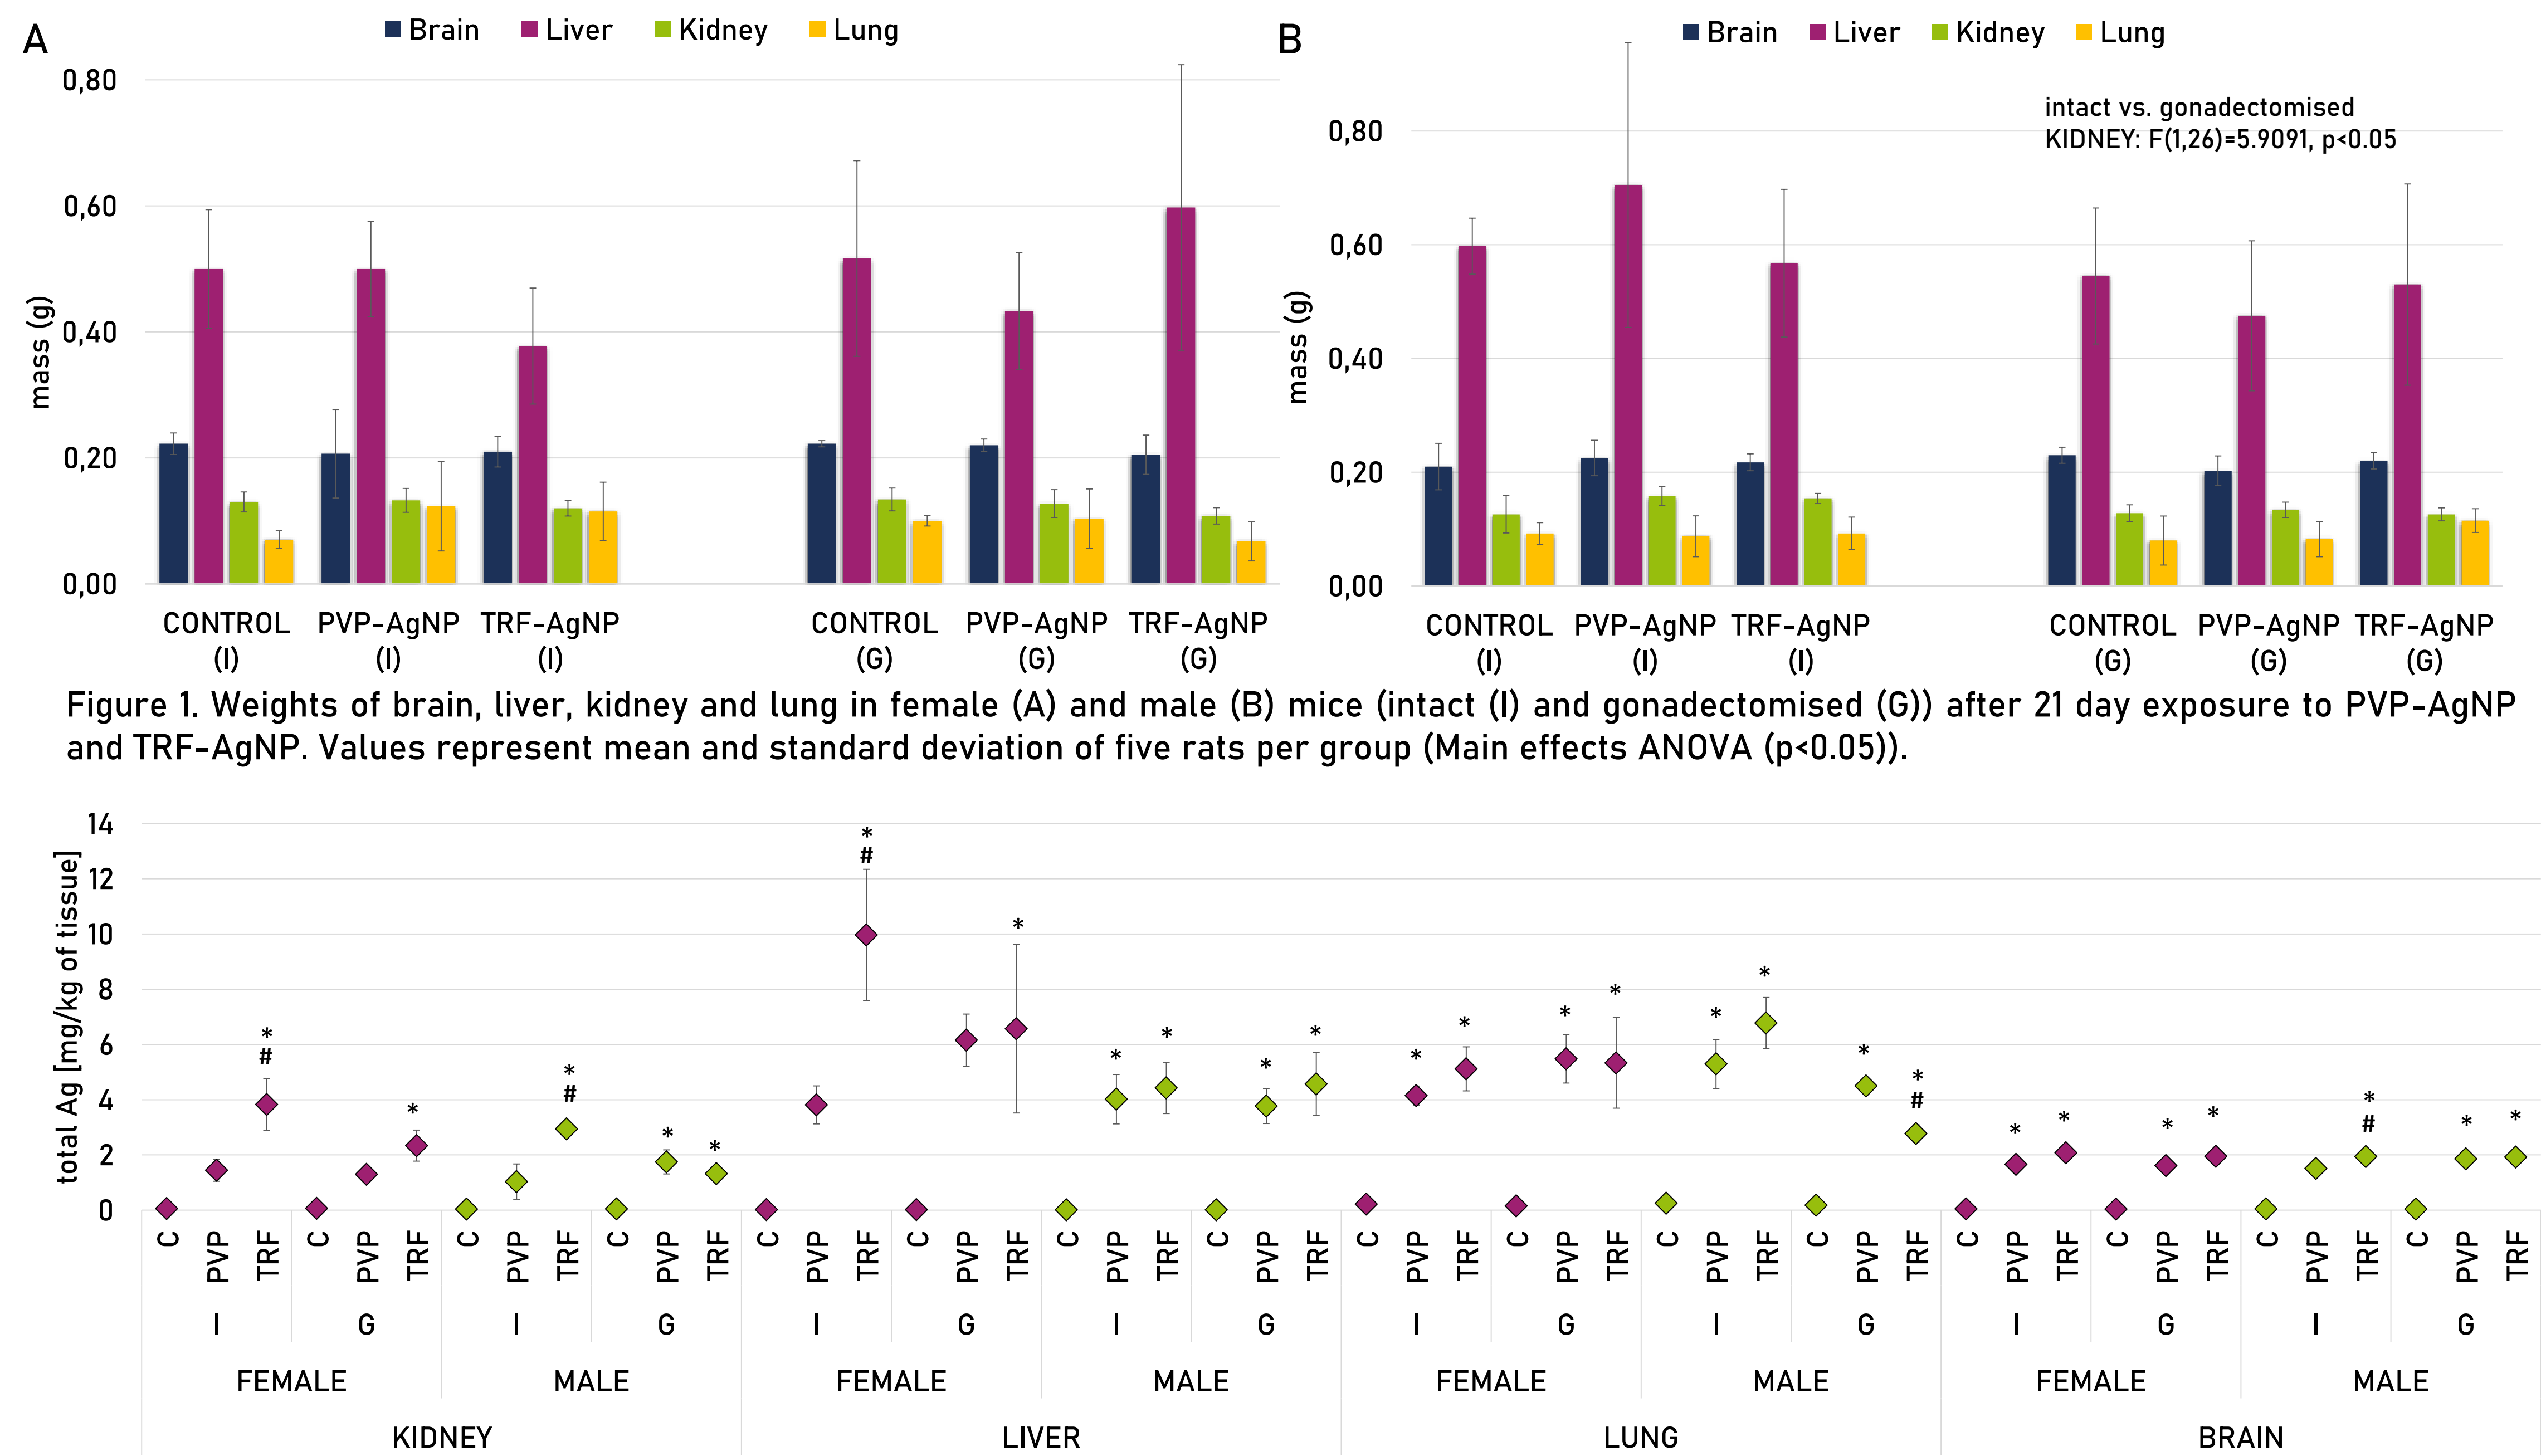 A
Brain Liver Kidney Lung
0,80
0,60
0,40
0,20
0,00
mass (g)
CONTROL PVP-AgNP TRF-AgNP CONTROL PVP-AgNP TRF-AgNP
(I) (I) (I) (G) (G) (G)
B
Brain Liver Kidney Lung
intact vs. gonadectomised
KIDNEY: F(1,26)=5.9091, p<0.05
0,80
0,60
0,40
0,20
0,00
mass (g)
CONTROL PVP-AgNP TRF-AgNP CONTROL PVP-AgNP TRF-AgNP
(I) (I) (I) (G) (G) (G)
Figure 1. Weights of brain, liver, kidney and lung in female (A) and male (B) mice (intact (I) and gonadectomised (G)) after 21 day exposure to PVP-AgNP
and TRF-AgNP. Values represent mean and standard deviation of five rats per group (Main effects ANOVA (p<0.05)).
total Ag [mg/kg of tissue]
14
12
10
8
6
4
2
0
* # * * # * * * # * * * * * * * * * * * * * # * * * * * # * *
C PVP TRF C PVP TRF C PVP TRF C PVP TRF C PVP TRF C PVP TRF C PVP TRF C PVP TRF C PVP TRF C PVP TRF C PVP TRF C PVP TRF C PVP TRF C PVP TRF C PVP TRF C PVP TRF
I G I G I G I G I G I G I G I G
FEMALE MALE FEMALE MALE FEMALE MALE FEMALE MALE
KIDNEY LIVER LUNG BRAIN